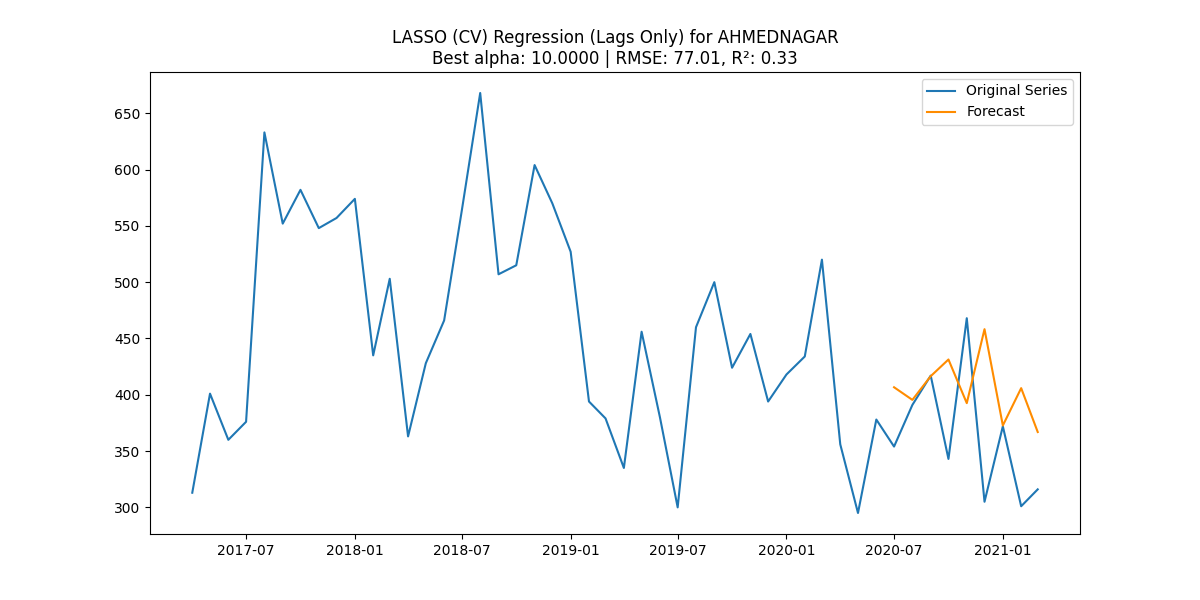 LASSO (CV) Regression (Lags Only) for AHMEDNAGAR
Best alpha: 10.0000 | RMSE: 77.01, R²: 0.33
Original Series
Forecast
650
600
550
500
450
400
350
300
2017-07 2018-01 2018-07 2019-01 2019-07 2020-01 2020-07 2021-01